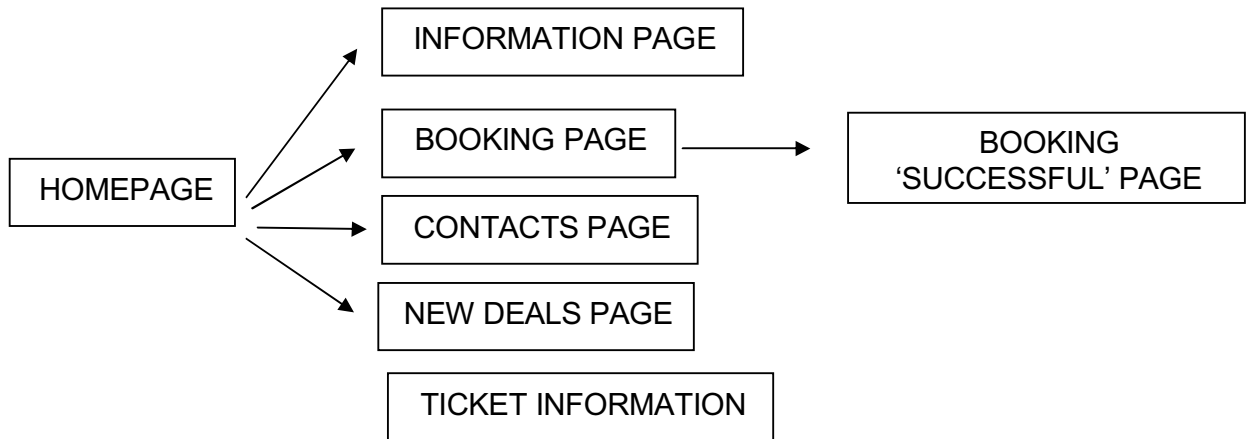 INFORMATION PAGE
BOOKING PAGE
BOOKING
‘SUCCESSFUL’ PAGE
HOMEPAGE
CONTACTS PAGE
NEW DEALS PAGE
TICKET INFORMATION